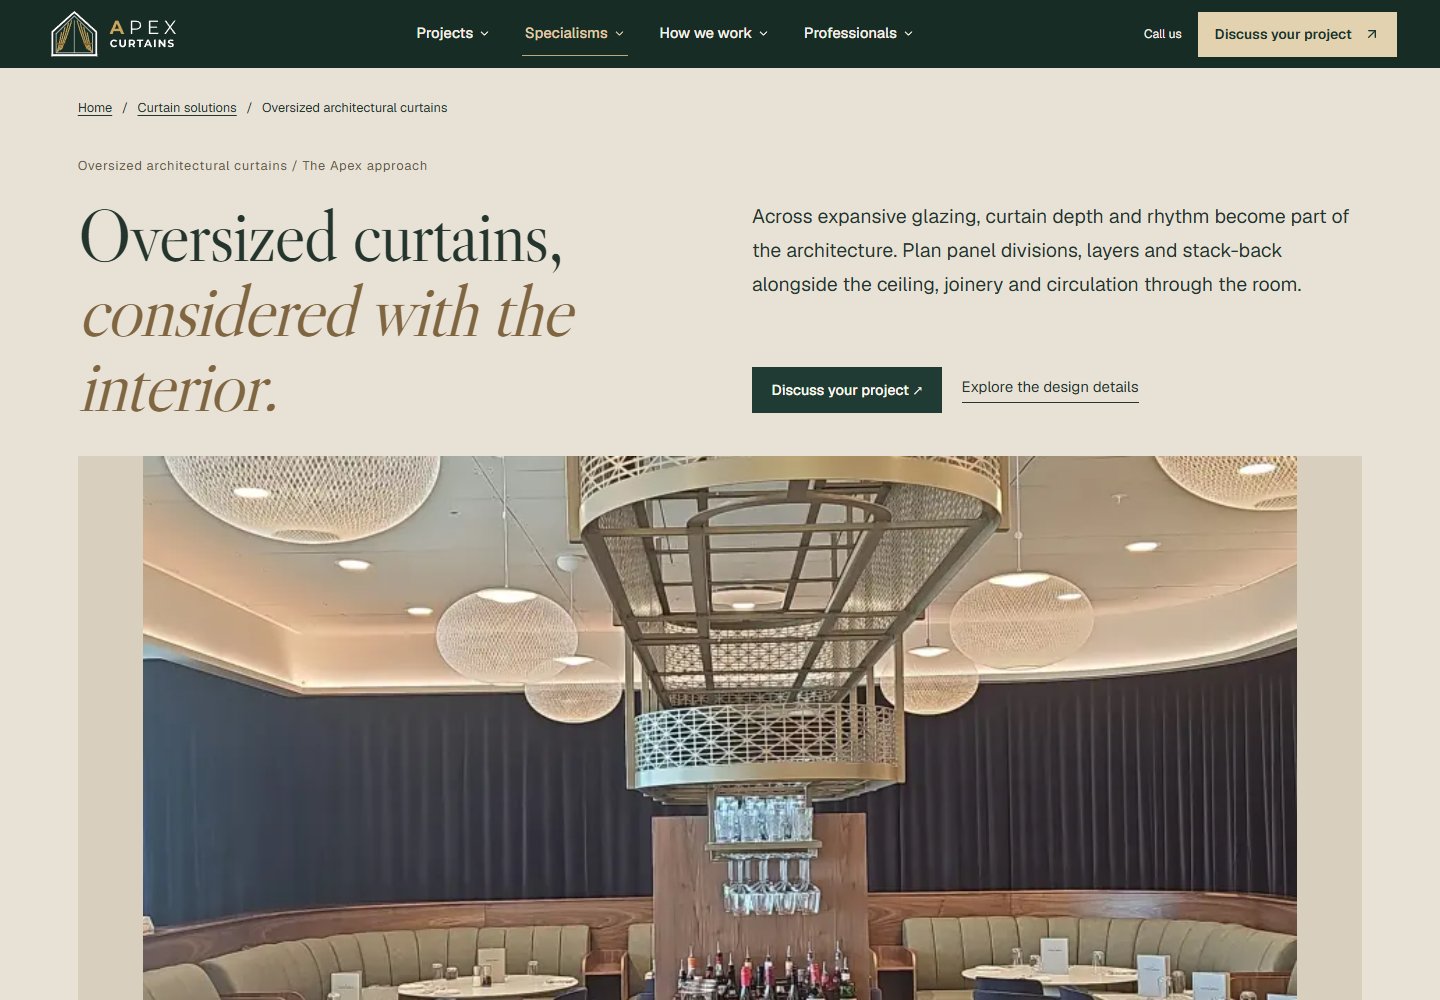 APEX
CURTAINS
Projects
Specialisms
How we work
Professionals
Call us
Discuss your project
Home / Curtain solutions / Oversized architectural curtains
Oversized architectural curtains / The Apex approach
Oversized curtains,
considered with the
interior.
Across expansive glazing, curtain depth and rhythm become part of
the architecture. Plan panel divisions, layers and stack-back
alongside the ceiling, joinery and circulation through the room.
Discuss your project ↗
Explore the design details